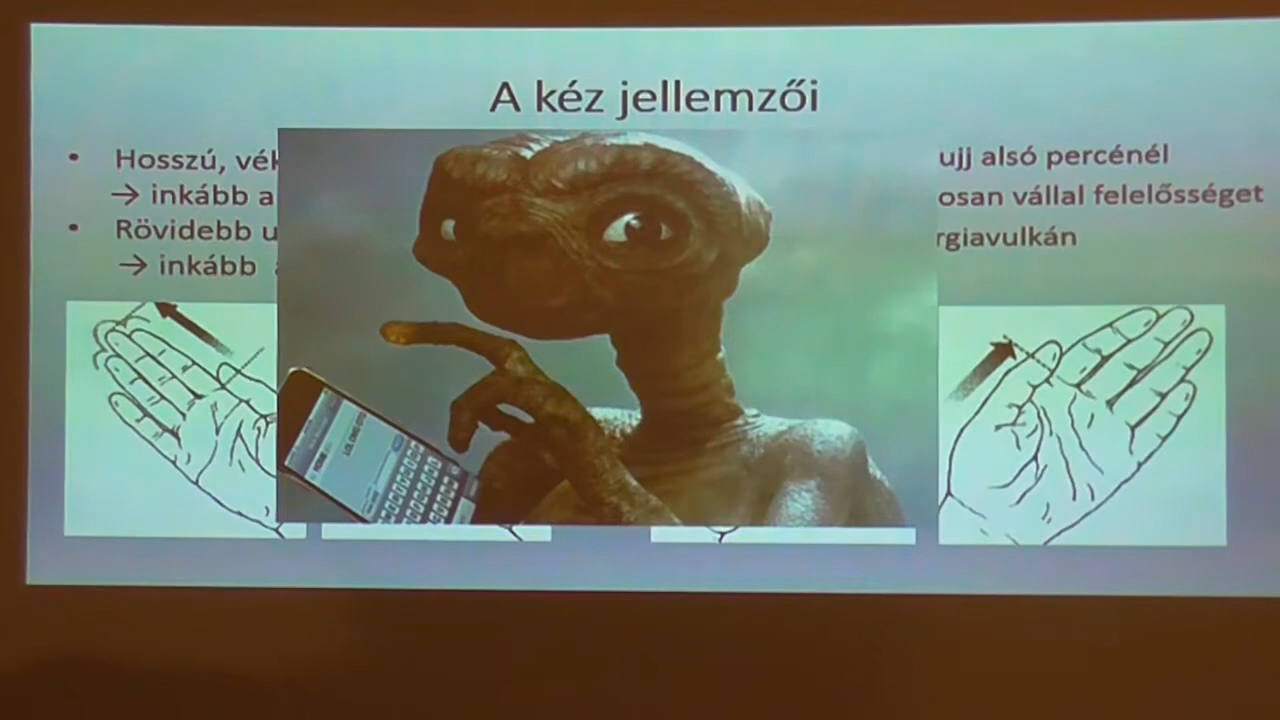 A kéz jellemzői
• Hosszú, vék
→ inkább a
• Rövidebb u
→ inkább
ujj alsó percénél
osan vállal felelősséget
rgiavulkán